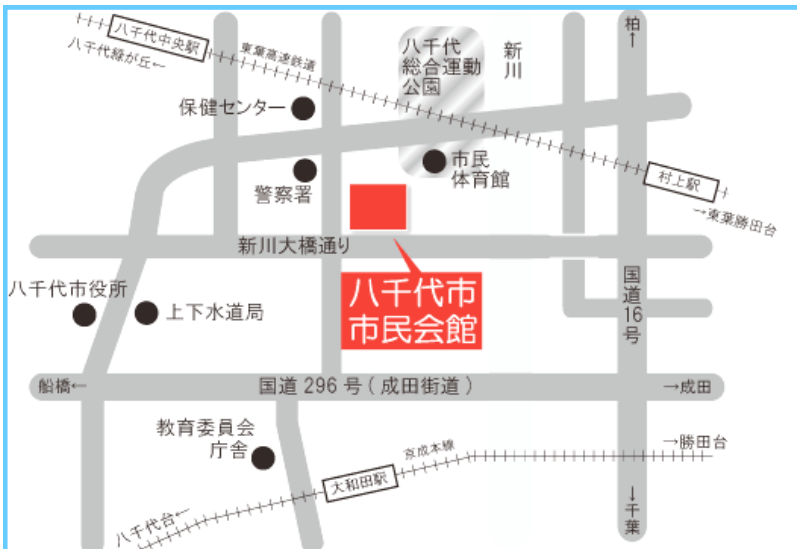 八千代中央駅
八千代緑が丘←
東葉高速鉄道
八千代
総合運動
公園
新川
柏
↑
保健センター
警察署
市民
体育館
村上駅
→東葉勝田台
新川大橋通り
八千代市役所
上下水道局
八千代市
市民会館
国道16号
船橋←
国道296号(成田街道)
→成田
教育委員会
庁舎
京成本線
→勝田台
大和田駅
八千代台←
↓
千葉